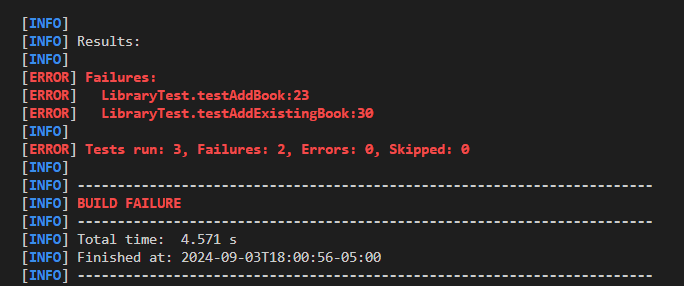 [INFO]
[INFO] Results:
[INFO]
[ERROR] Failures:
[ERROR]   LibraryTest.testAddBook:23
[ERROR]   LibraryTest.testAddExistingBook:30
[INFO]
[ERROR] Tests run: 3, Failures: 2, Errors: 0, Skipped: 0
[INFO]
[INFO] ------------------------------------------------------------------------
[INFO] BUILD FAILURE
[INFO] ------------------------------------------------------------------------
[INFO] Total time:  4.571 s
[INFO] Finished at: 2024-09-03T18:00:56-05:00
[INFO] ------------------------------------------------------------------------